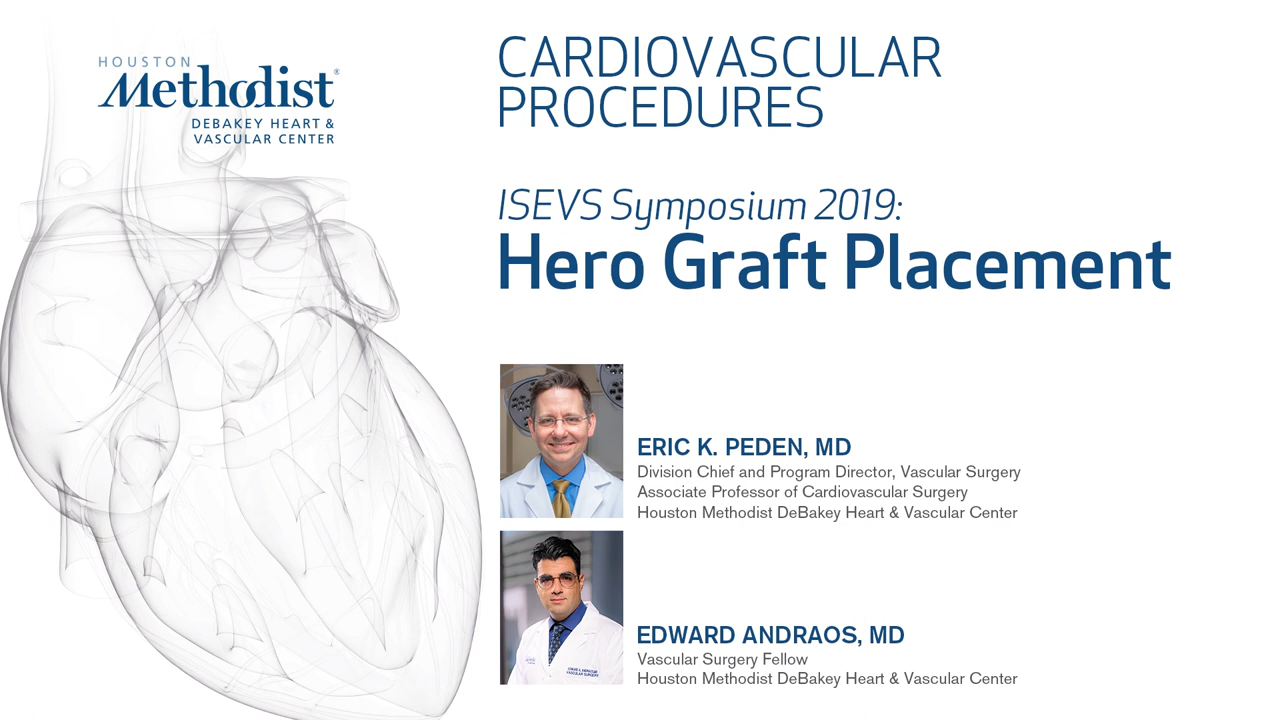 HOUSTON
Methodist®
DEBAKEY HEART &
VASCULAR CENTER
CARDIOVASCULAR
PROCEDURES
ISEVS Symposium 2019:
Hero Graft Placement
ERIC K. PEDEN, MD
Division Chief and Program Director, Vascular Surgery
Associate Professor of Cardiovascular Surgery
Houston Methodist DeBakey Heart & Vascular Center
EDWARD ANDRAOS, MD
Vascular Surgery Fellow
Houston Methodist DeBakey Heart & Vascular Center